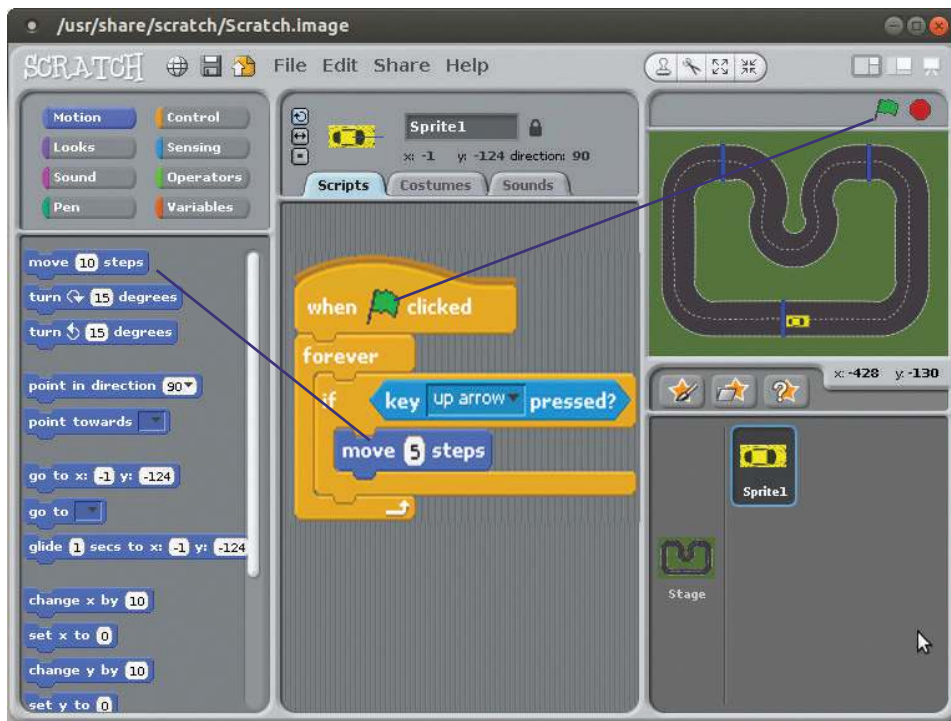 /usr/share/scratch/Scratch.image
SCRATCH File Edit Share Help
Motion Control
Looks Sensing
Sound Operators
Pen Variables
move 10 steps
turn 15 degrees
turn 15 degrees
point in direction 90
point towards
go to x: -1 y: -124
go to
glide 1 secs to x: -1 y: -124
change x by 10
set x to 0
change y by 10
set y to 0
Sprite1
x: -1 y: -124 direction: 90
Scripts Costumes Sounds
when clicked
forever
if key up arrow pressed?
move 5 steps
x: -428 y: -130
Sprite1
Stage